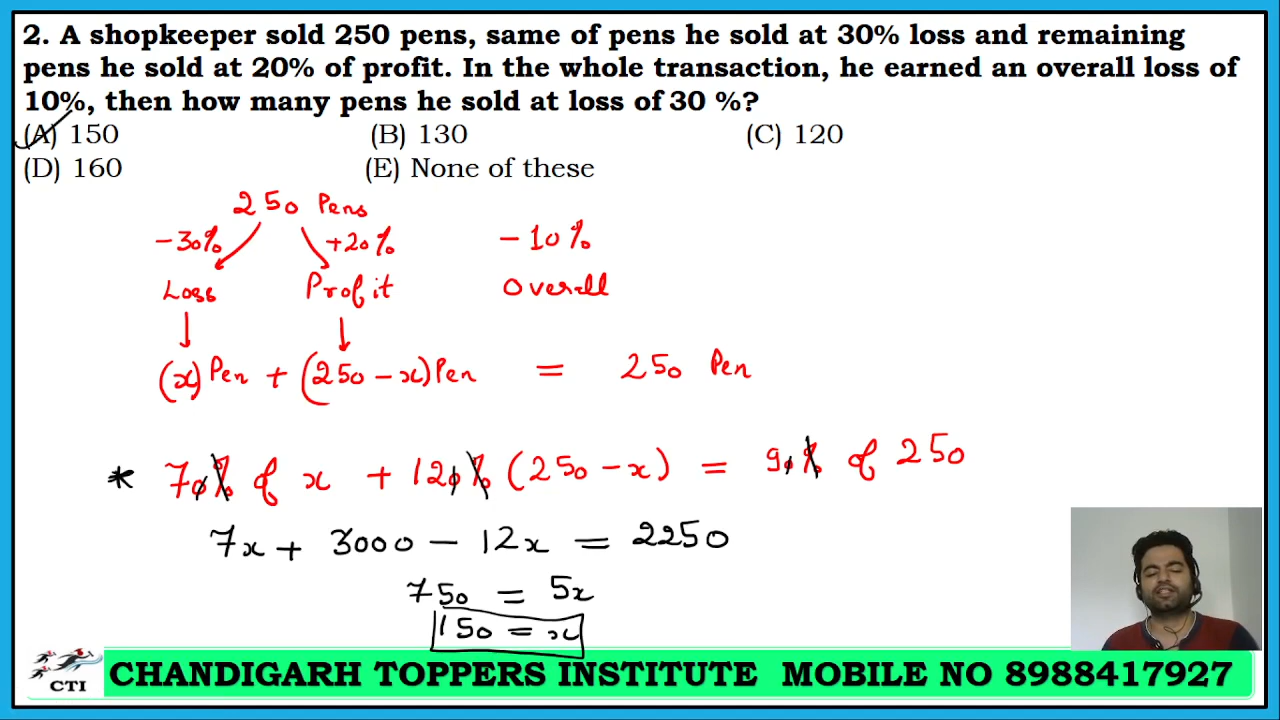 2. A shopkeeper sold 250 pens, same of pens he sold at 30% loss and remaining
pens he sold at 20% of profit. In the whole transaction, he earned an overall loss of
10%, then how many pens he sold at loss of 30 %?
(A) 150 (B) 130 (C) 120
(D) 160 (E) None of these
250 Pens
-30% +20% -10%
Loss Profit Overall
(x) Pen + (250 - x) Pen = 250 Pen
* 70% of x + 120% (250 - x) = 90% of 250
7x + 3000 - 12x = 2250
750 = 5x
150 = x
CTI
CHANDIGARH TOPPERS INSTITUTE MOBILE NO 8988417927